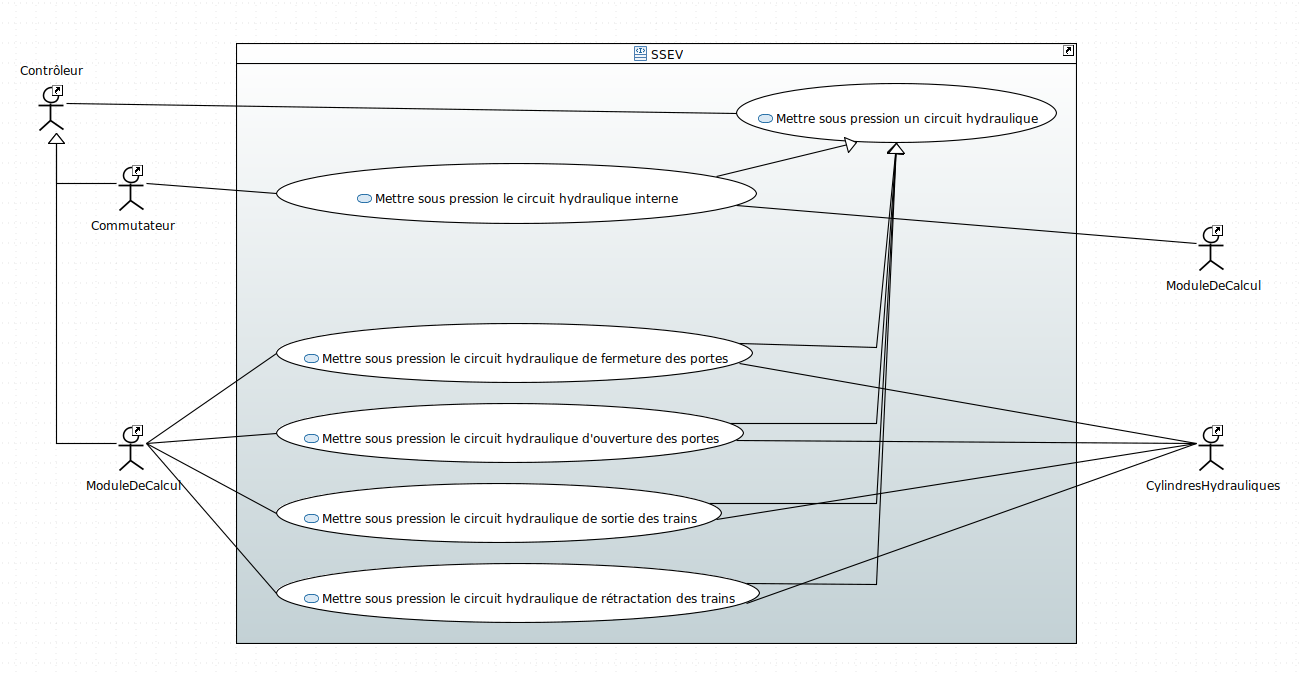 SSEV
Contrôleur
Mettre sous pression un circuit hydraulique
Mettre sous pression le circuit hydraulique interne
Commutateur
ModuleDeCalcul
Mettre sous pression le circuit hydraulique de fermeture des portes
Mettre sous pression le circuit hydraulique d'ouverture des portes
ModuleDeCalcul
CylindresHydrauliques
Mettre sous pression le circuit hydraulique de sortie des trains
Mettre sous pression le circuit hydraulique de rétractation des trains